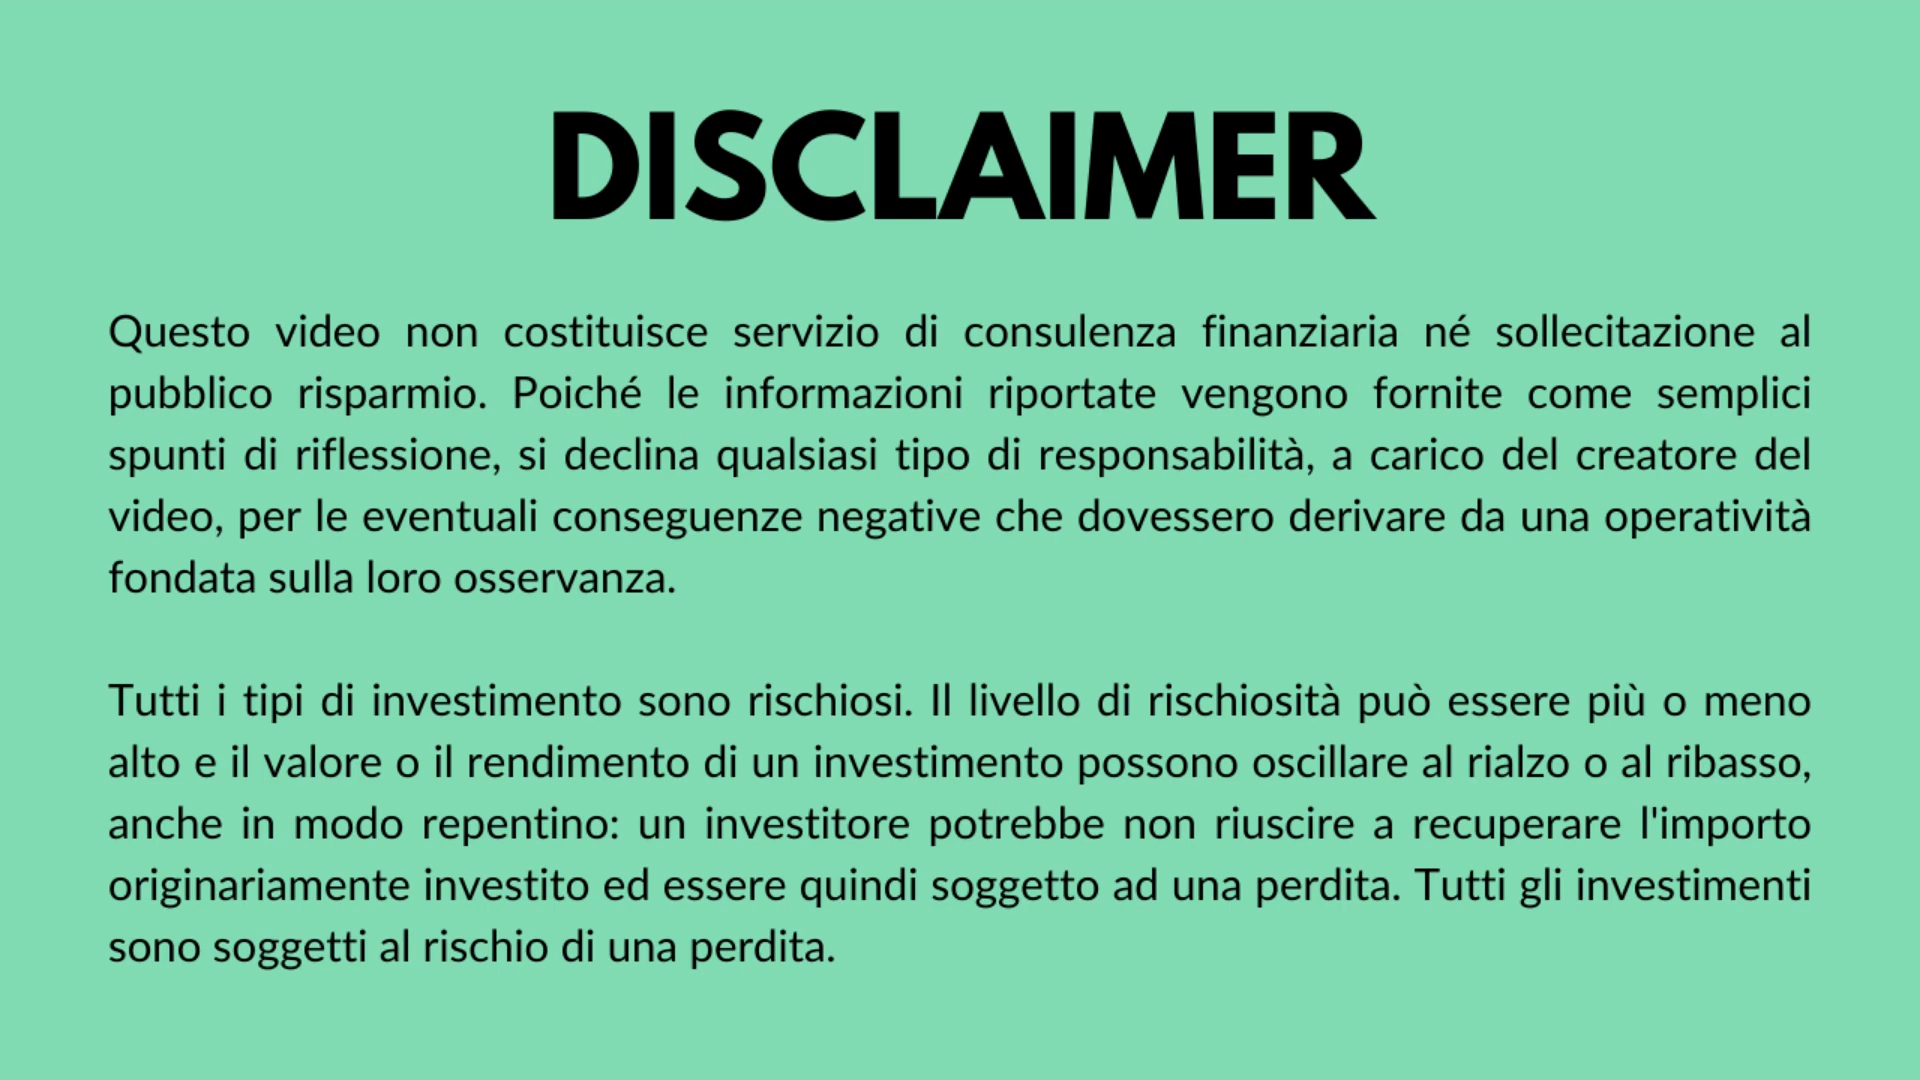 DISCLAIMER
Questo video non costituisce servizio di consulenza finanziaria né sollecitazione al
pubblico risparmio. Poiché le informazioni riportate vengono fornite come semplici
spunti di riflessione, si declina qualsiasi tipo di responsabilità, a carico del creatore del
video, per le eventuali conseguenze negative che dovessero derivare da una operatività
fondata sulla loro osservanza.
Tutti i tipi di investimento sono rischiosi. Il livello di rischiosità può essere più o meno
alto e il valore o il rendimento di un investimento possono oscillare al rialzo o al ribasso,
anche in modo repentino: un investitore potrebbe non riuscire a recuperare l'importo
originariamente investito ed essere quindi soggetto ad una perdita. Tutti gli investimenti
sono soggetti al rischio di una perdita.